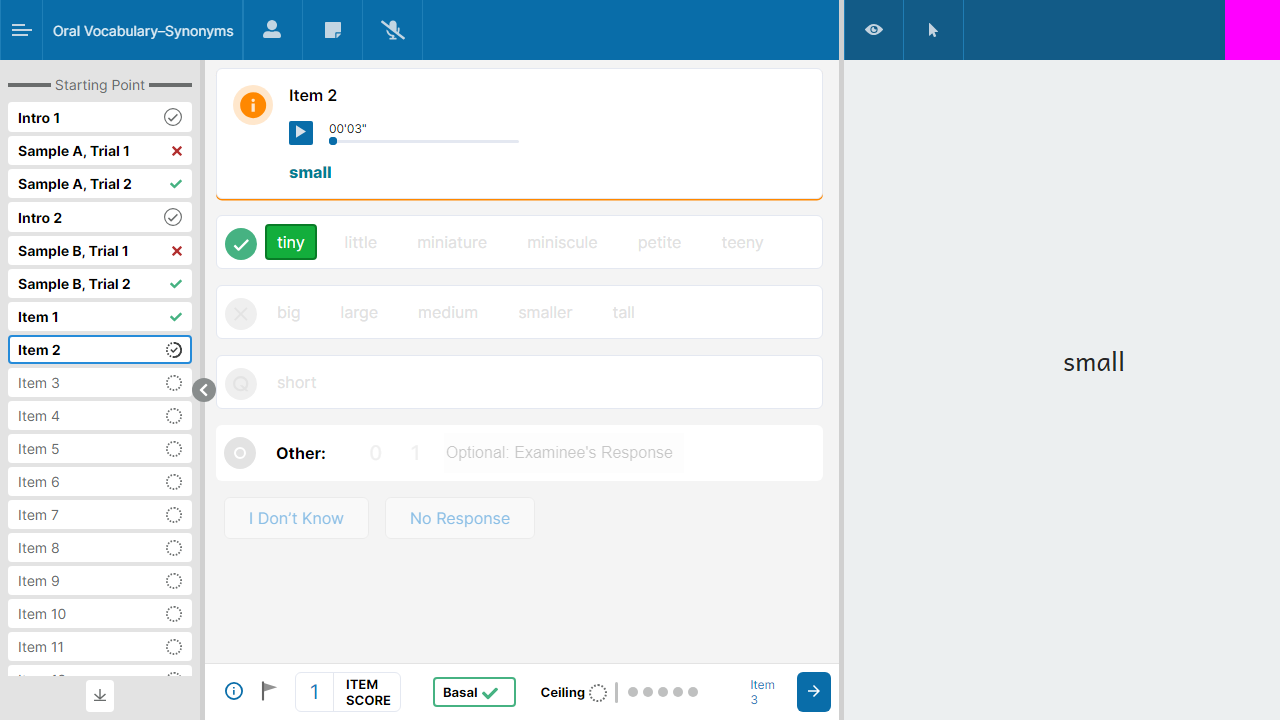 Oral Vocabulary–Synonyms
Starting Point
Intro 1
Sample A, Trial 1
Sample A, Trial 2
Intro 2
Sample B, Trial 1
Sample B, Trial 2
Item 1
Item 2
Item 3
Item 4
Item 5
Item 6
Item 7
Item 8
Item 9
Item 10
Item 11
Item 2
00'03"
small
tiny little miniature miniscule petite teeny
big large medium smaller tall
Q short
Other: 0 1 Optional: Examinee's Response
I Don't Know No Response
1 ITEM
SCORE
Basal
Ceiling
Item
3
small